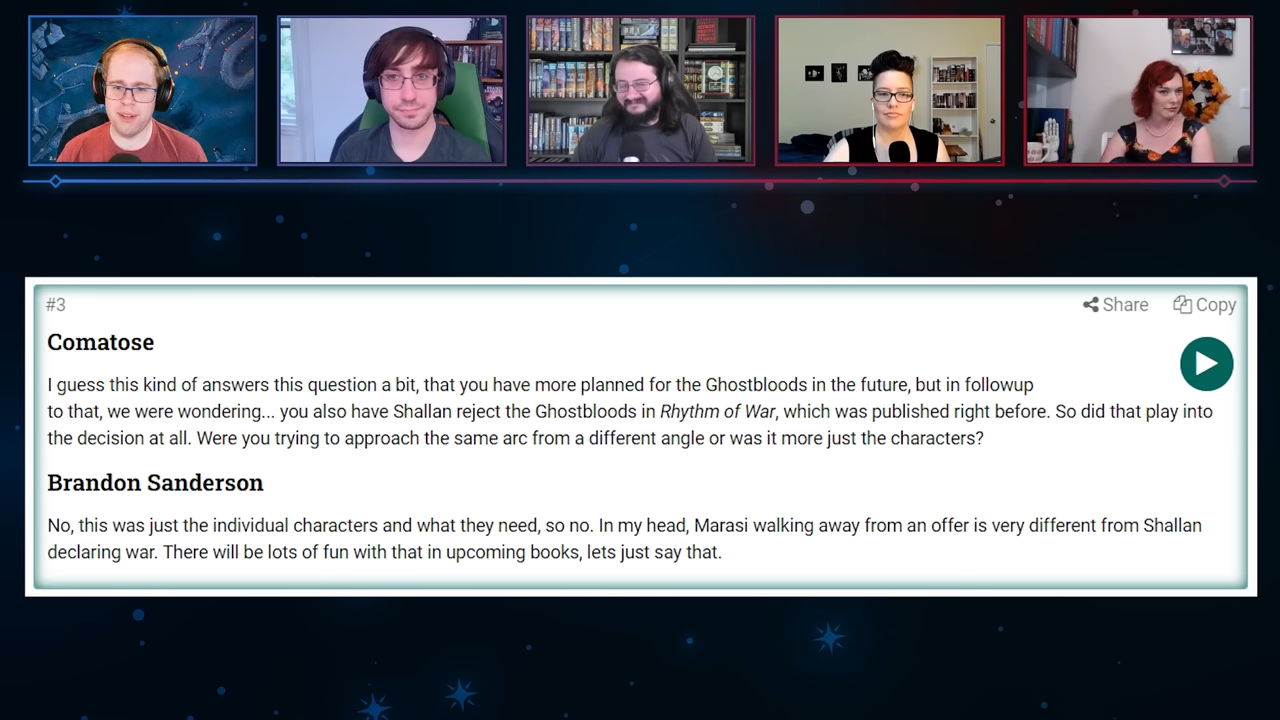 #3
Share Copy
Comatose
I guess this kind of answers this question a bit, that you have more planned for the Ghostbloods in the future, but in followup
to that, we were wondering... you also have Shallan reject the Ghostbloods in Rhythm of War, which was published right before. So did that play into
the decision at all. Were you trying to approach the same arc from a different angle or was it more just the characters?
Brandon Sanderson
No, this was just the individual characters and what they need, so no. In my head, Marasi walking away from an offer is very different from Shallan
declaring war. There will be lots of fun with that in upcoming books, lets just say that.